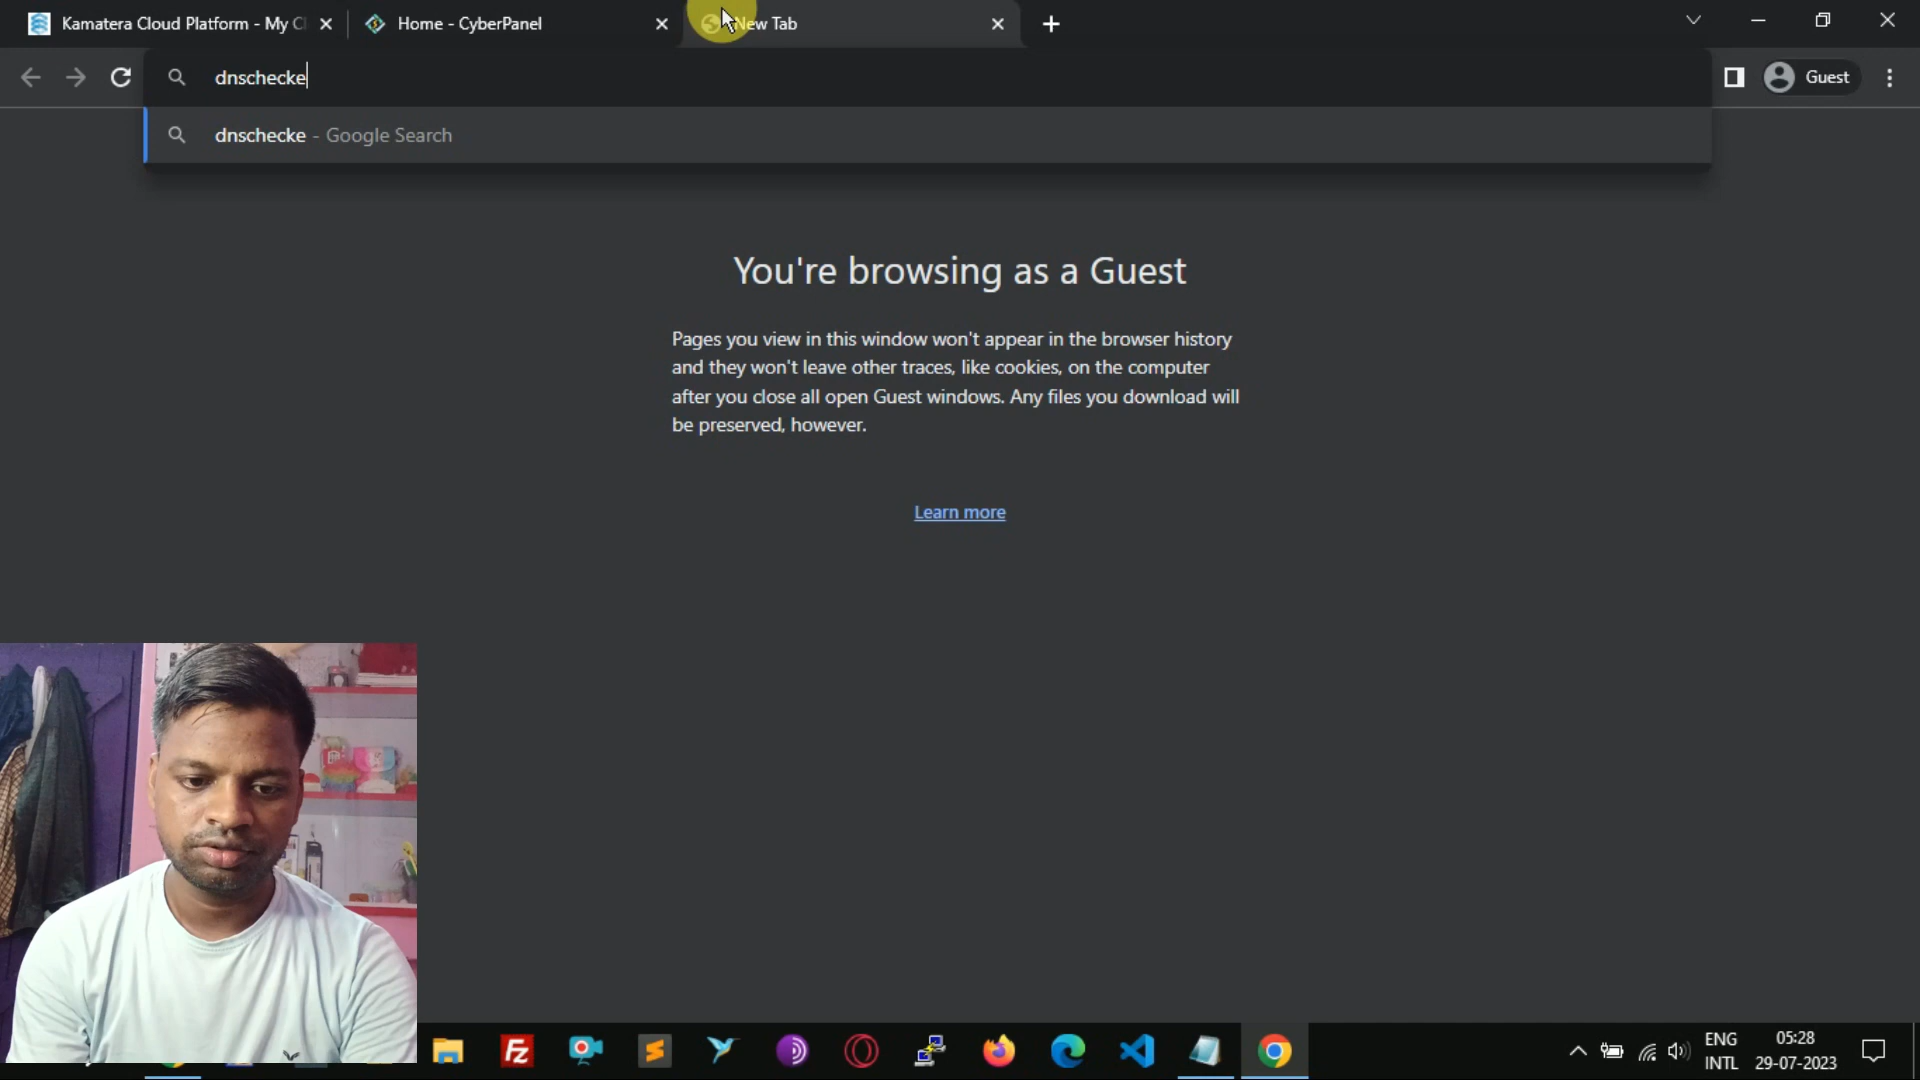 Kamatera Cloud Platform - My Cl
Home - CyberPanel
New Tab
dnschecke
Guest
dnschecke - Google Search
You're browsing as a Guest
Pages you view in this window won't appear in the browser history
and they won't leave other traces, like cookies, on the computer
after you close all open Guest windows. Any files you download will
be preserved, however.
Learn more
ENG
INTL
05:28
29-07-2023